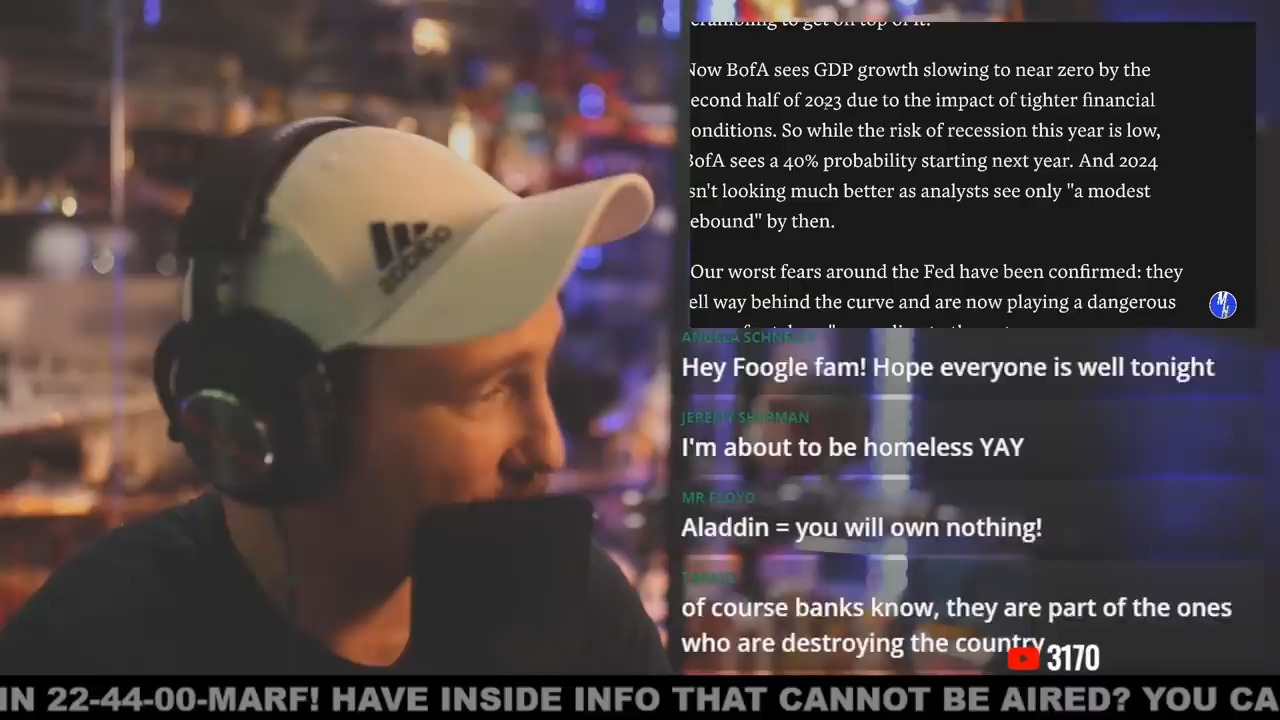 Now BofA sees GDP growth slowing to near zero by the
econd half of 2023 due to the impact of tighter financial
onditions. So while the risk of recession this year is low,
BofA sees a 40% probability starting next year. And 2024
sn't looking much better as analysts see only "a modest
ebound" by then.
Our worst fears around the Fed have been confirmed: they
ell way behind the curve and are now playing a dangerous
adidas
Hey Foogle fam! Hope everyone is well tonight
JEREMY SHARMAN
I'm about to be homeless YAY
MR FLOYD
Aladdin = you will own nothing!
of course banks know, they are part of the ones
who are destroying the country
3170
IN 22-44-00-MARF! HAVE INSIDE INFO THAT CANNOT BE AIRED? YOU CA